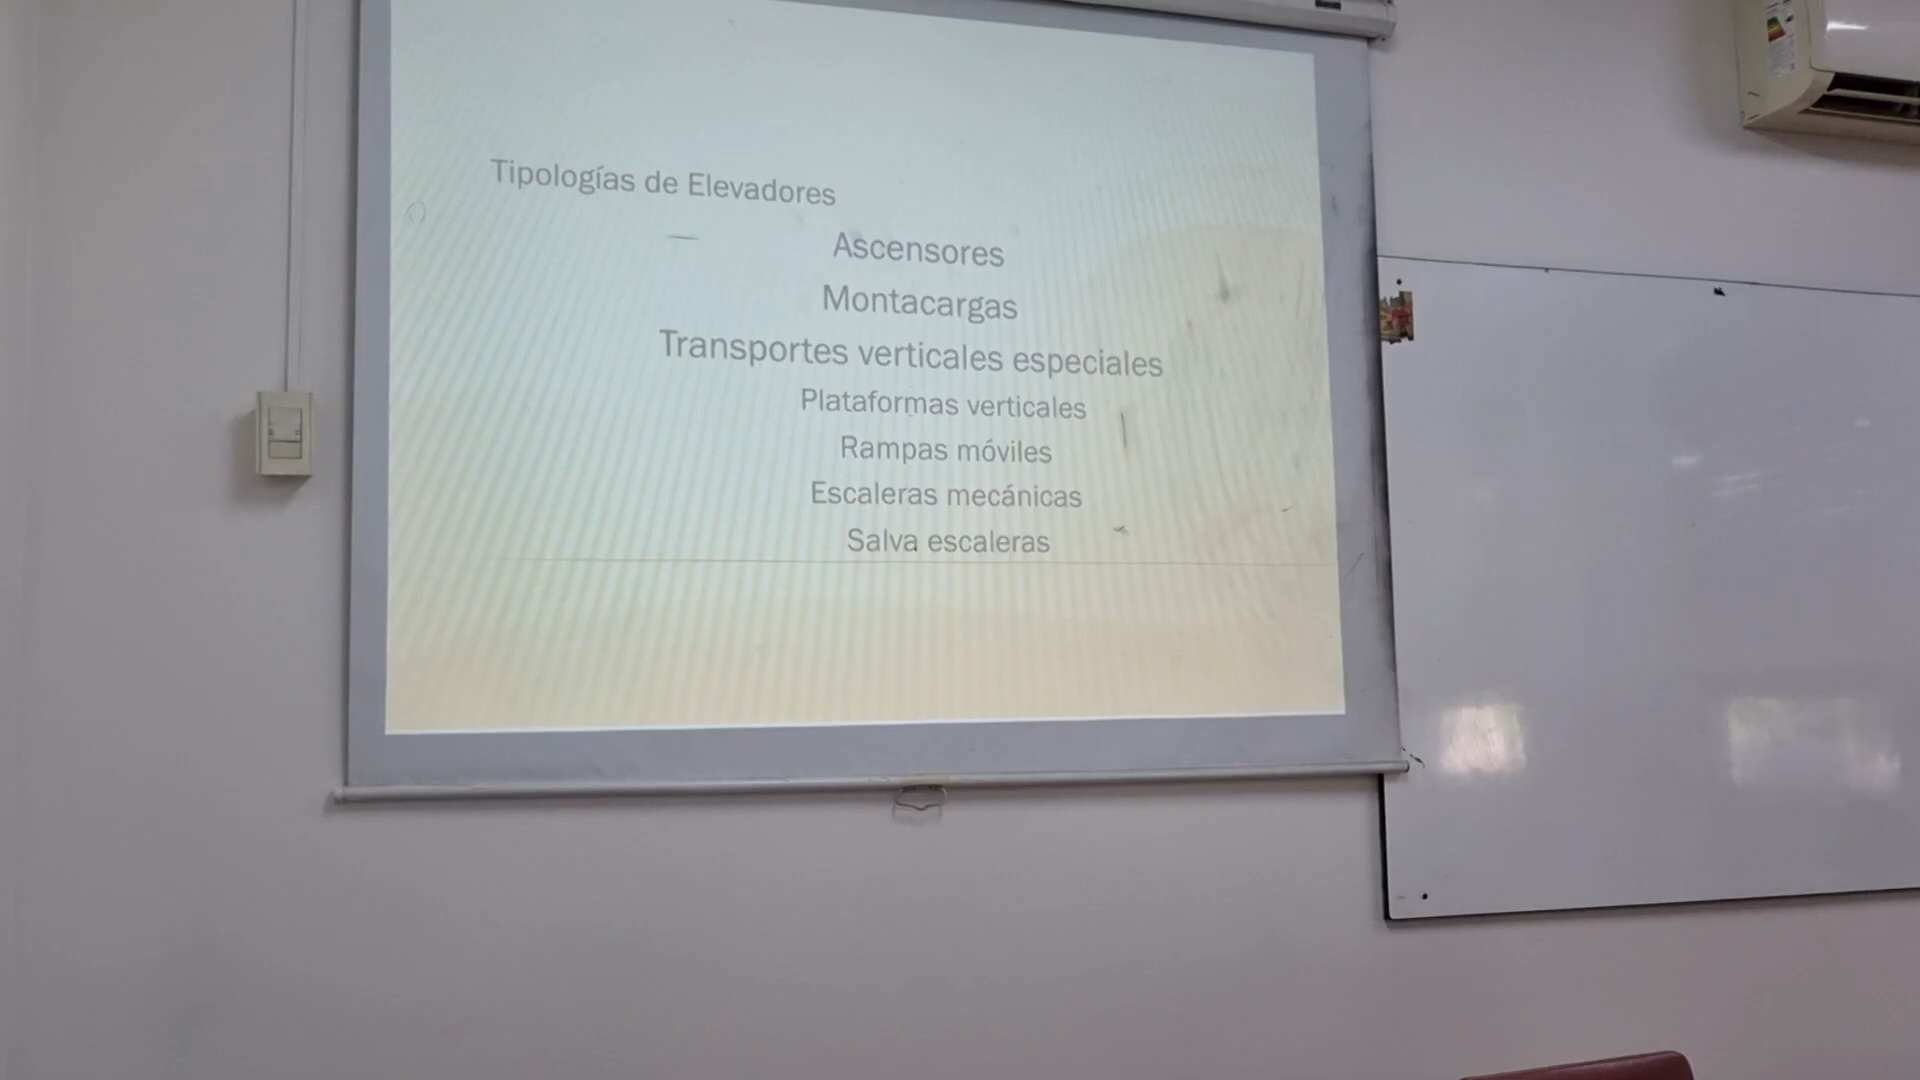 Tipologías de Elevadores
Ascensores
Montacargas
Transportes verticales especiales
Plataformas verticales
Rampas móviles
Escaleras mecánicas
Salva escaleras